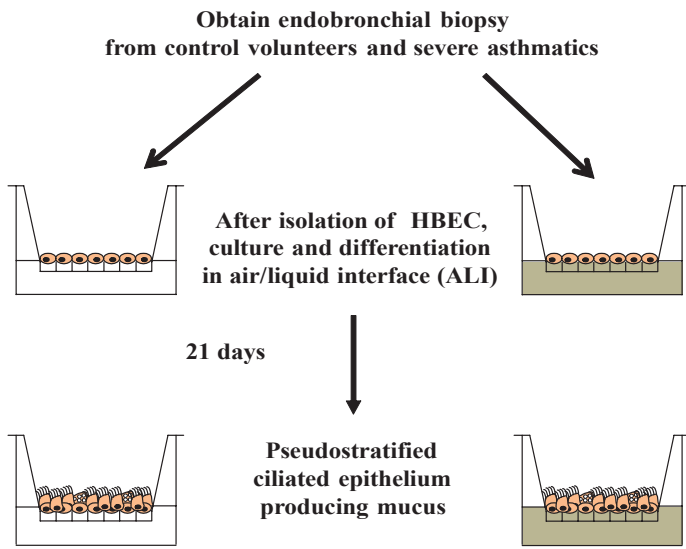 Obtain endobronchial biopsy
from control volunteers and severe asthmatics
After isolation of HBEC,
culture and differentiation
in air/liquid interface (ALI)
21 days
Pseudostratified
ciliated epithelium
producing mucus